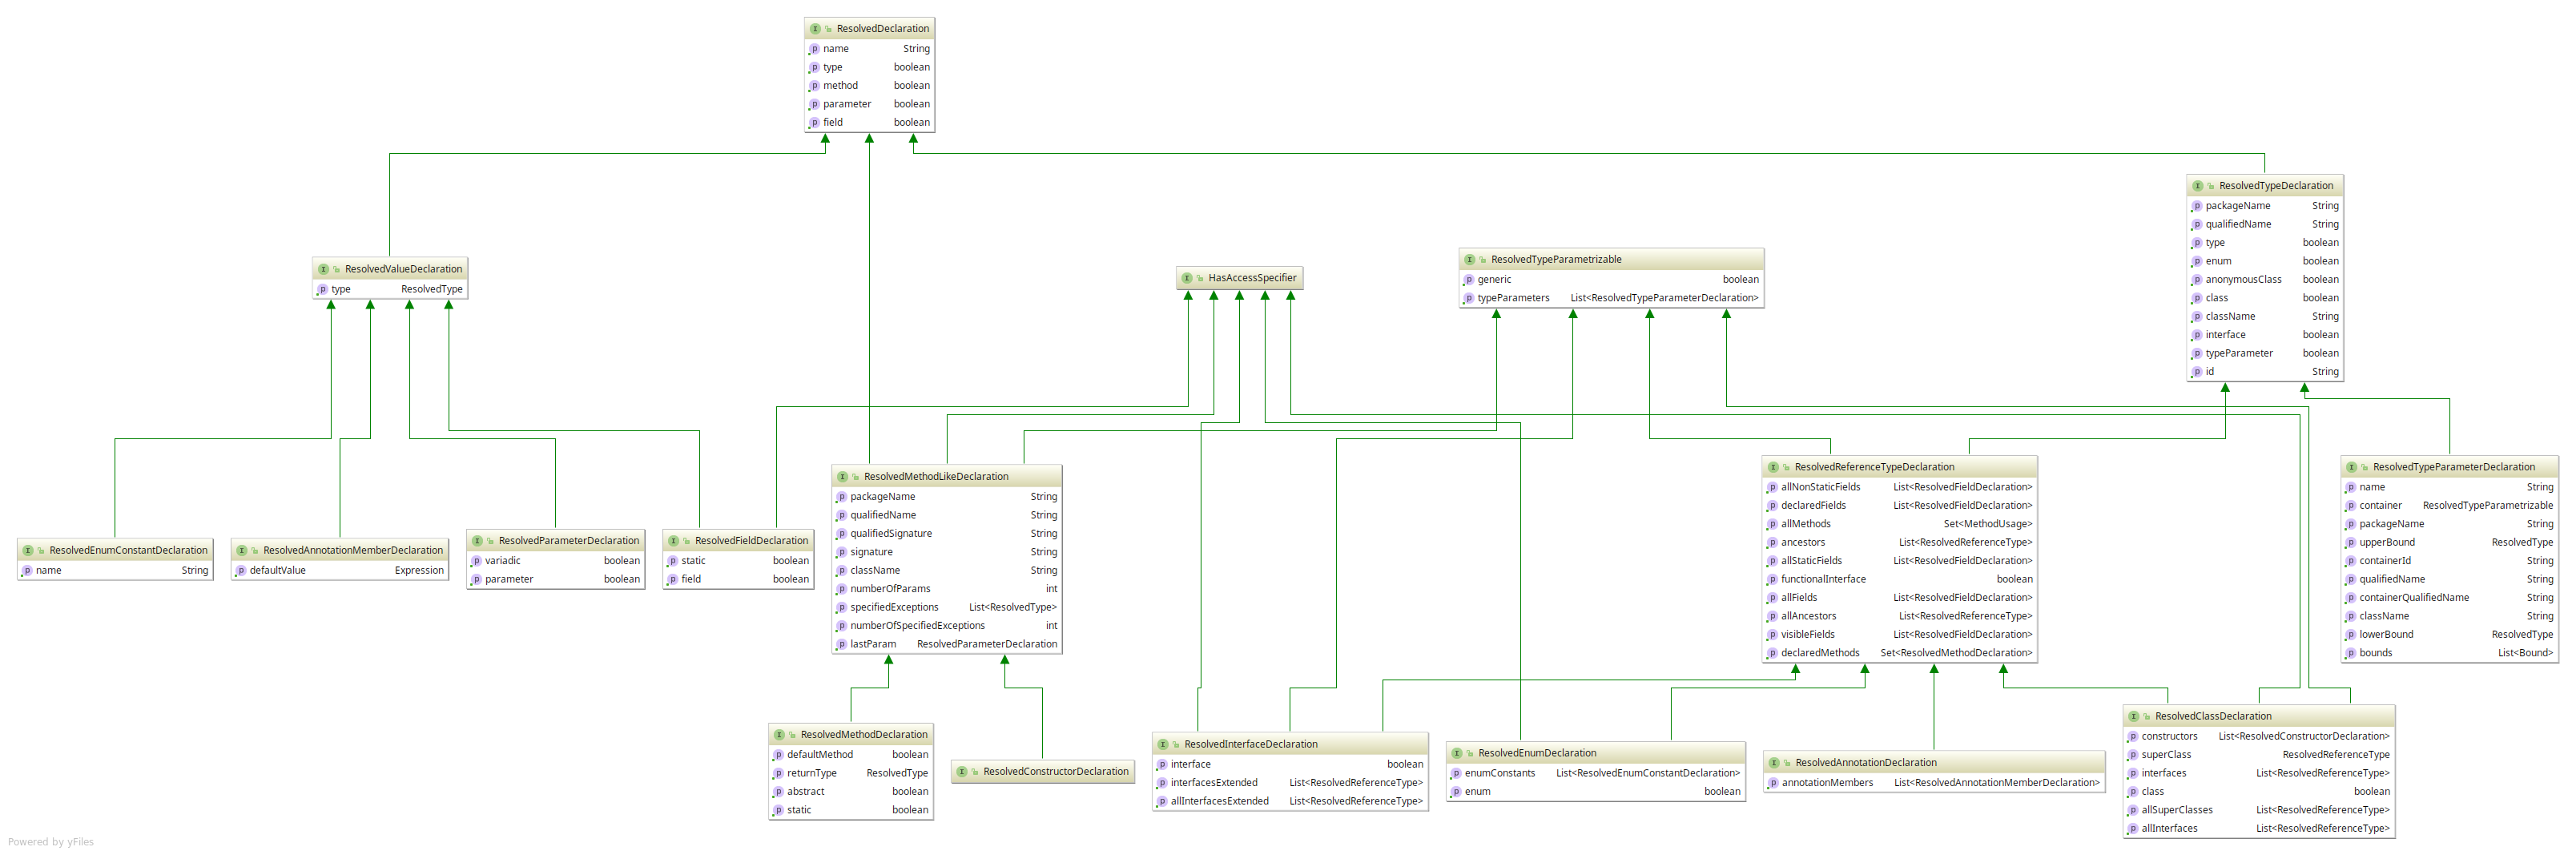 ResolvedDeclaration
name String
type boolean
method boolean
parameter boolean
field boolean
ResolvedTypeDeclaration
packageName String
qualifiedName String
type boolean
enum boolean
anonymousClass boolean
class boolean
className String
interface boolean
typeParameter boolean
id String
ResolvedValueDeclaration
type ResolvedType
HasAccessSpecifier
ResolvedTypeParametrizable
generic boolean
typeParameters List<ResolvedTypeParameterDeclaration>
ResolvedEnumConstantDeclaration
name String
ResolvedAnnotationMemberDeclaration
defaultValue Expression
ResolvedParameterDeclaration
variadic boolean
parameter boolean
ResolvedFieldDeclaration
static boolean
field boolean
ResolvedMethodLikeDeclaration
packageName String
qualifiedName String
qualifiedSignature String
signature String
className String
numberOfParams int
specifiedExceptions List<ResolvedType>
numberOfSpecifiedExceptions int
lastParam ResolvedParameterDeclaration
ResolvedReferenceTypeDeclaration
allNonStaticFields List<ResolvedFieldDeclaration>
declaredFields List<ResolvedFieldDeclaration>
allMethods Set<MethodUsage>
ancestors List<ResolvedReferenceType>
allStaticFields List<ResolvedFieldDeclaration>
functionalInterface boolean
allFields List<ResolvedFieldDeclaration>
allAncestors List<ResolvedReferenceType>
visibleFields List<ResolvedFieldDeclaration>
declaredMethods Set<ResolvedMethodDeclaration>
ResolvedTypeParameterDeclaration
name String
container ResolvedTypeParametrizable
packageName String
upperBound ResolvedType
containerId String
qualifiedName String
containerQualifiedName String
className String
lowerBound ResolvedType
bounds List<Bound>
ResolvedMethodDeclaration
defaultMethod boolean
returnType ResolvedType
abstract boolean
static boolean
ResolvedConstructorDeclaration
ResolvedInterfaceDeclaration
interface boolean
interfacesExtended List<ResolvedReferenceType>
allInterfacesExtended List<ResolvedReferenceType>
ResolvedEnumDeclaration
enumConstants List<ResolvedEnumConstantDeclaration>
enum boolean
ResolvedAnnotationDeclaration
annotationMembers List<ResolvedAnnotationMemberDeclaration>
ResolvedClassDeclaration
constructors List<ResolvedConstructorDeclaration>
superClass ResolvedReferenceType
interfaces List<ResolvedReferenceType>
class boolean
allSuperClasses List<ResolvedReferenceType>
allInterfaces List<ResolvedReferenceType>
Powered by yFiles